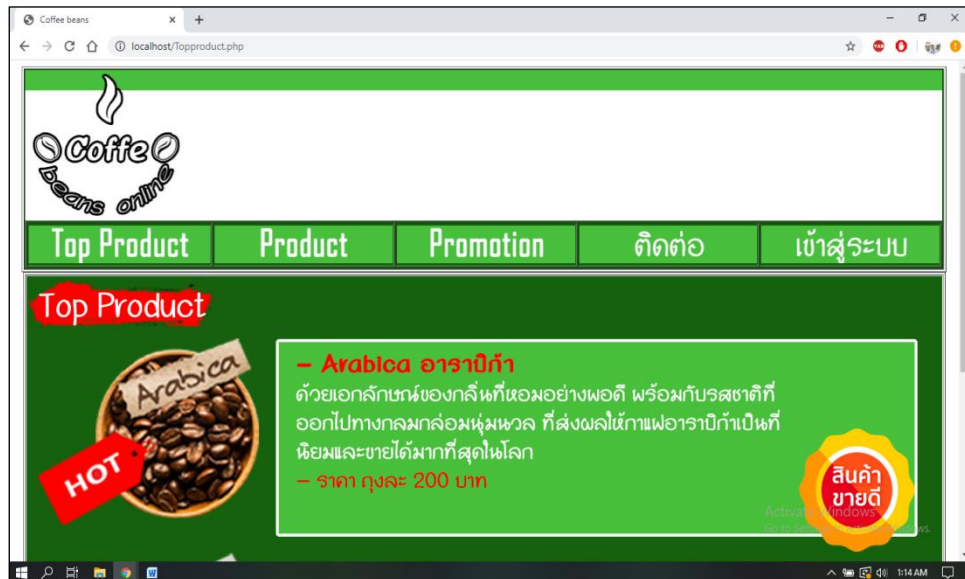 Coffee beans
localhost/Topproduct.php
Coffe
beans online
Top Product
Product
Promotion
ติดต่อ
เข้าสู่ระบบ
Top Product
Arabica
HOT
– Arabica อาราบิก้า
ด้วยเอกลักษณ์ของกลิ่นที่หอมอย่างพอดี พร้อมกับรสชาติที่
ออกไปทางกลมกล่อมนุ่มนวล ที่ส่งผลให้กาแฟอาราบิก้าเป็นที่
นิยมและขายได้มากที่สุดในโลก
– ราคา ถุงละ 200 บาท
สินค้า
ขายดี
Activate Windows
1:14 AM